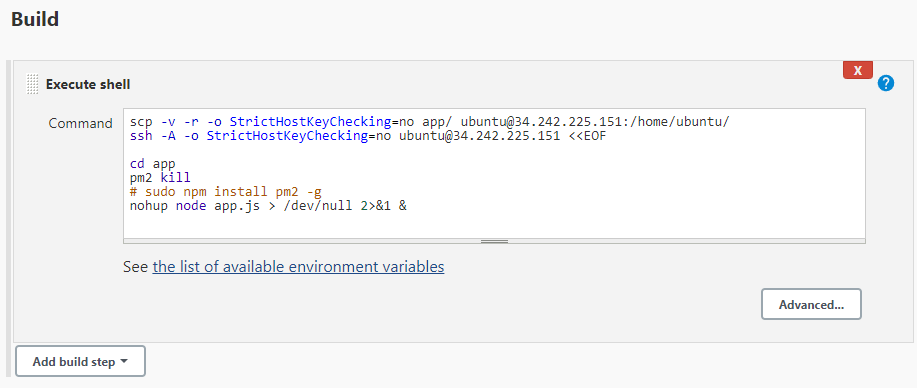 Build
X
Execute shell
?
Command
scp -v -r -o StrictHostKeyChecking=no app/ ubuntu@34.242.225.151:/home/ubuntu/
ssh -A -o StrictHostKeyChecking=no ubuntu@34.242.225.151 <<EOF
cd app
pm2 kill
# sudo npm install pm2 -g
nohup node app.js > /dev/null 2>&1 &
See the list of available environment variables
Advanced...
Add build step